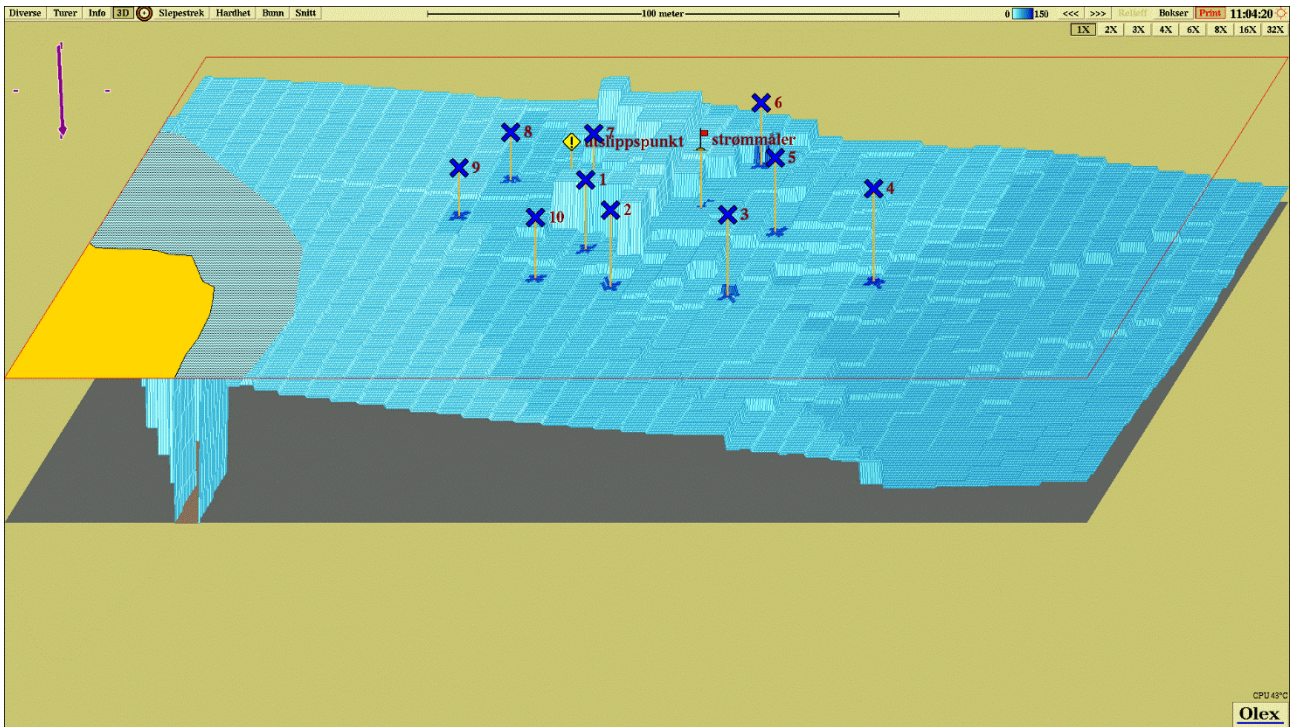 Diverse Turer Info 3D Slepestrek Hardhet Bunn Snitt 100 meter 0 150 <<< >>> Relieff Bokser Print 11:04:20
1X 2X 3X 4X 6X 8X 16X 32X
6
8 7
utslippspunkt strømmåler
5
9
1
4
2
3
10
CPU 43°C
Olex